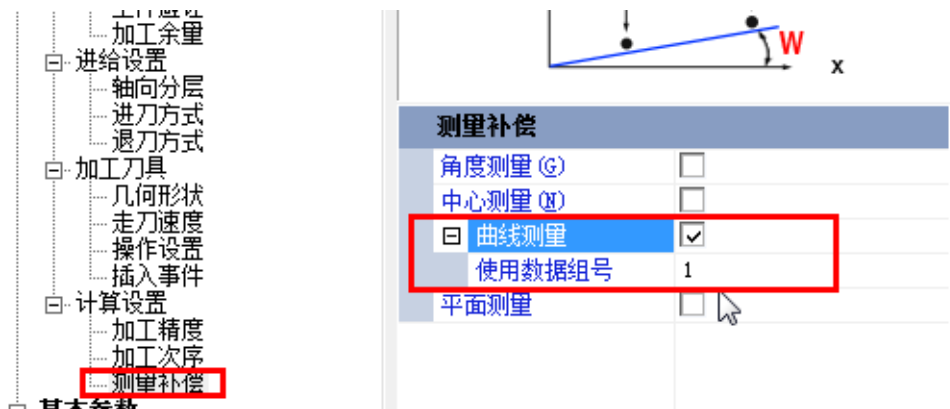 加工余量
进给设置
轴向分层
进刀方式
退刀方式
加工刀具
几何形状
走刀速度
操作设置
插入事件
计算设置
加工精度
加工次序
测量补偿
基本参数
W
x
测量补偿
角度测量(G)
中心测量(N)
曲线测量
使用数据组号 1
平面测量